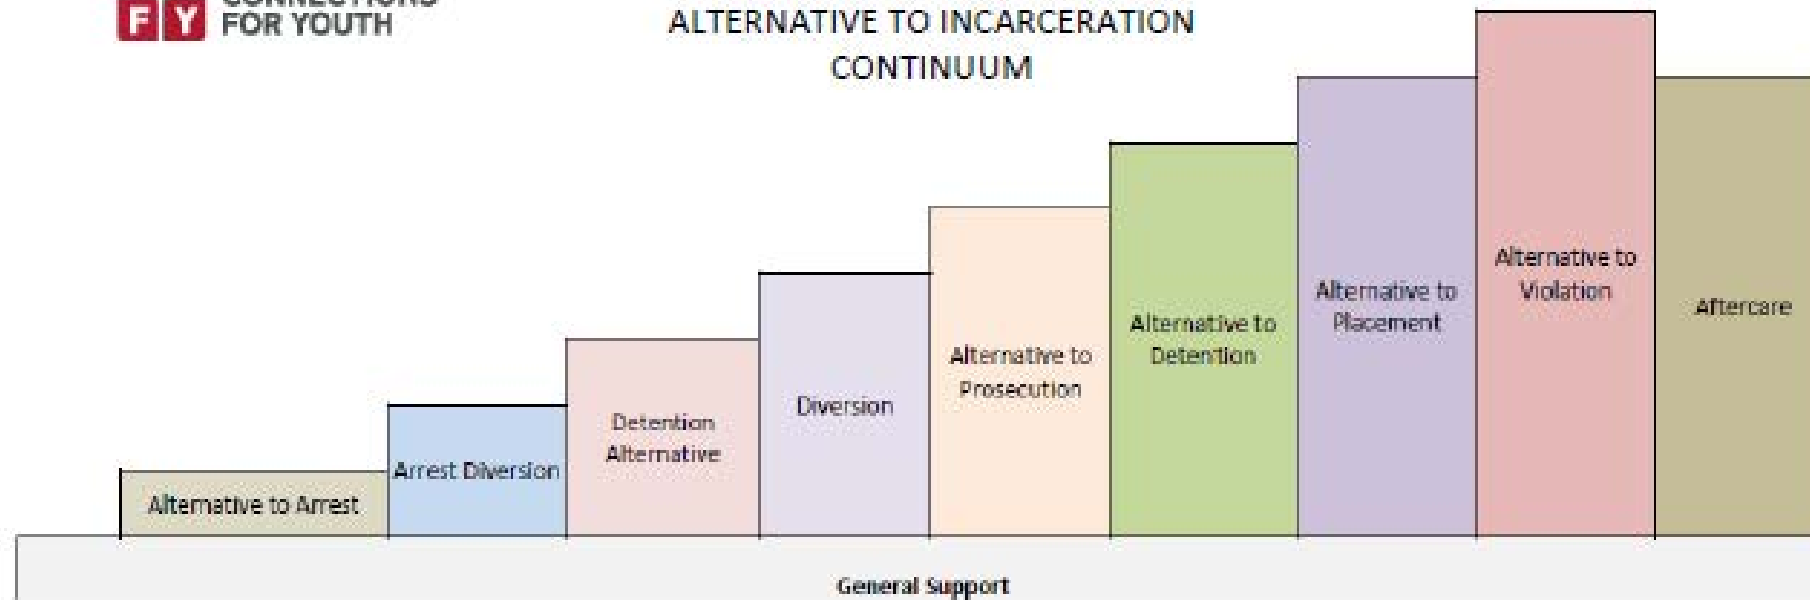 F Y CONNECTIONS
FOR YOUTH
ALTERNATIVE TO INCARCERATION
CONTINUUM
Alternative to Arrest
Arrest Diversion
Detention
Alternative
Diversion
Alternative to
Prosecution
Alternative to
Detention
Alternative to
Placement
Alternative to
Violation
Aftercare
General Support